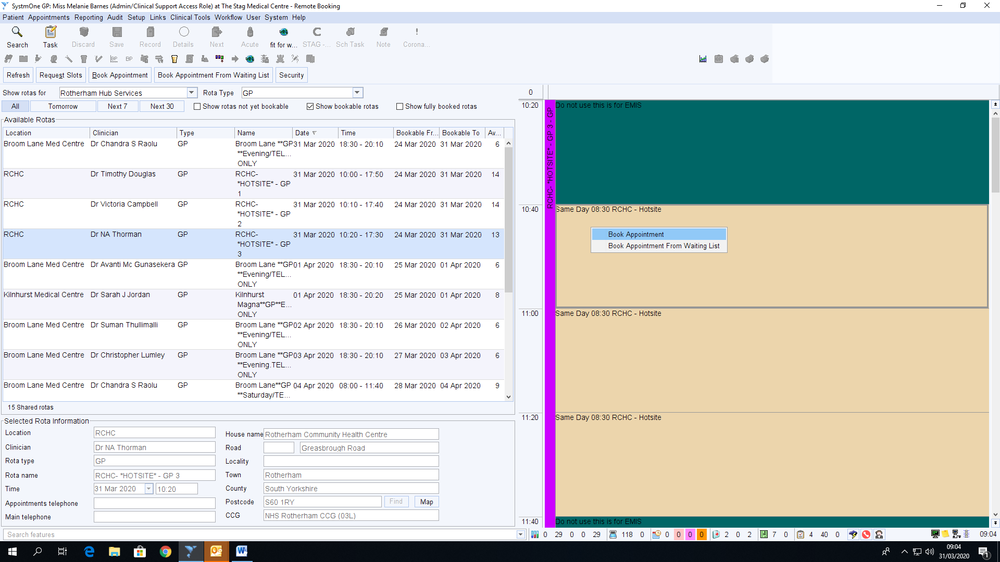 SystmOne GP: Miss Melanie Barnes (Admin/Clinical Support Access Role) at The Stag Medical Centre - Remote Booking
Patient Appointments Reporting Audit Setup Links Clinical Tools Workflow User System Help
Search Task Discard Save Record Details Next Acute fit for w... STAG -... Sch Task Note Corona...
BP BP
Refresh Request Slots Book Appointment Book Appointment From Waiting List Security
Show rotas for Rotherham Hub Services Rota Type GP
All Tomorrow Next 7 Next 30 Show rotas not yet bookable Show bookable rotas Show fully booked rotas
Available Rotas
Location Clinician Type Name Date Time Bookable Fr... Bookable To Av...
Broom Lane Med Centre Dr Chandra S Raolu GP Broom Lane **GP 31 Mar 2020 18:30 - 20:10 24 Mar 2020 31 Mar 2020 6
**Evening/TEL...
ONLY
RCHC Dr Timothy Douglas GP RCHC- 31 Mar 2020 10:00 - 17:50 24 Mar 2020 31 Mar 2020 14
*HOTSITE* - GP
1
RCHC Dr Victoria Campbell GP RCHC- 31 Mar 2020 10:10 - 17:40 24 Mar 2020 31 Mar 2020 14
*HOTSITE* - GP
2
RCHC Dr NA Thorman GP RCHC- 31 Mar 2020 10:20 - 17:30 24 Mar 2020 31 Mar 2020 13
*HOTSITE* - GP
3
Broom Lane Med Centre Dr Avanti Mc Gunasekera GP Broom Lane **GP 01 Apr 2020 18:30 - 20:10 25 Mar 2020 01 Apr 2020 6
**Evening/TEL...
ONLY
Kilnhurst Medical Centre Dr Sarah J Jordan GP Kilnhurst 01 Apr 2020 18:30 - 20:20 25 Mar 2020 01 Apr 2020 8
Magna**GP**E...
ONLY
Broom Lane Med Centre Dr Suman Thullimalli GP Broom Lane **GP 02 Apr 2020 18:30 - 20:10 26 Mar 2020 02 Apr 2020 6
**Evening/TEL...
ONLY
Broom Lane Med Centre Dr Christopher Lumley GP Broom Lane **GP 03 Apr 2020 18:30 - 20:10 27 Mar 2020 03 Apr 2020 6
**Evening.TEL...
ONLY
Broom Lane Med Centre Dr Chandra S Raolu GP Broom Lane**GP 04 Apr 2020 08:00 - 11:40 28 Mar 2020 04 Apr 2020 9
**Saturday/TE...
15 Shared rotas
Selected Rota Information
Location RCHC
Clinician Dr NA Thorman
Rota type GP
Rota name RCHC- *HOTSITE* - GP 3
Time 31 Mar 2020 10:20
Appointments telephone
Main telephone
House name Rotherham Community Health Centre
Road Greasbrough Road
Locality
Town Rotherham
County South Yorkshire
Postcode S60 1RY Find Map
CCG NHS Rotherham CCG (03L)
0
RCHC- *HOTSITE* - GP 3 - GP
10:20 Do not use this is for EMIS
10:40 Same Day 08:30 RCHC - Hotsite
Book Appointment
Book Appointment From Waiting List
11:00 Same Day 08:30 RCHC - Hotsite
11:20 Same Day 08:30 RCHC - Hotsite
11:40 Do not use this is for EMIS
Search features 0 29 0 0 29 118 0 0 0 0 0 2 0 2 7 0 4 40 0 09:04
09:04
31/03/2020
1